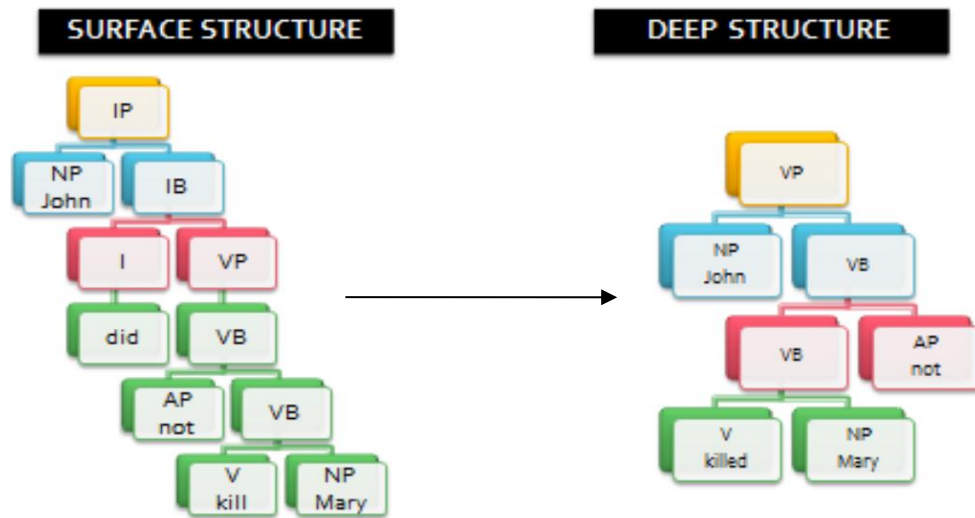 SURFACE STRUCTURE
IP
NP
John
IB
I
VP
did
VB
AP
not
VB
V
kill
NP
Mary
DEEP STRUCTURE
VP
NP
John
VB
VB
AP
not
V
killed
NP
Mary